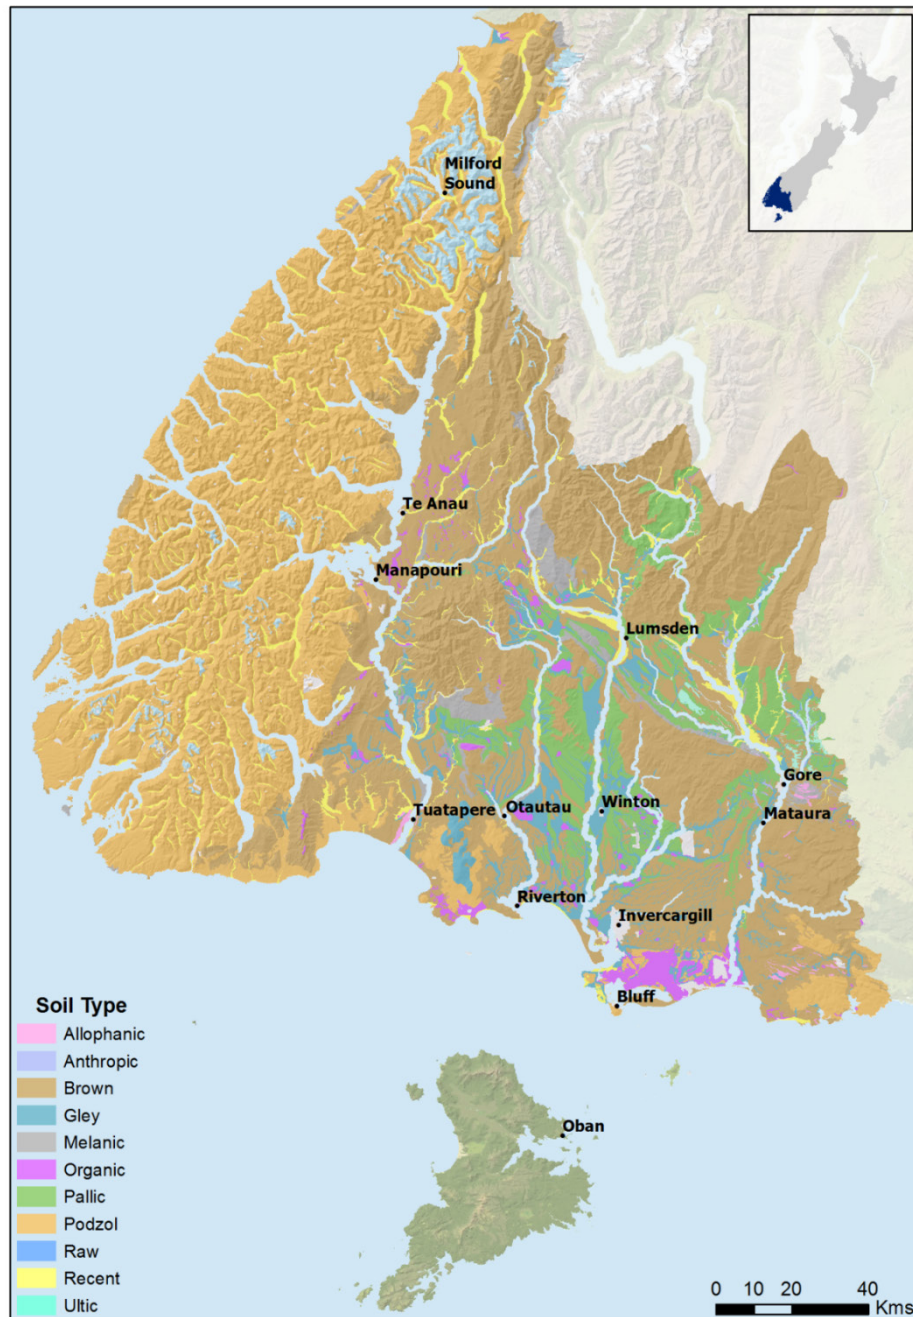 Milford
Sound
Te Anau
Manapouri
Lumsden
Gore
Tuatapere
Otautau
Winton
Mataura
Riverton
Invercargill
Bluff
Oban
Soil Type
Allophanic
Anthropic
Brown
Gley
Melanic
Organic
Pallic
Podzol
Raw
Recent
Ultic
0 10 20 40
Kms